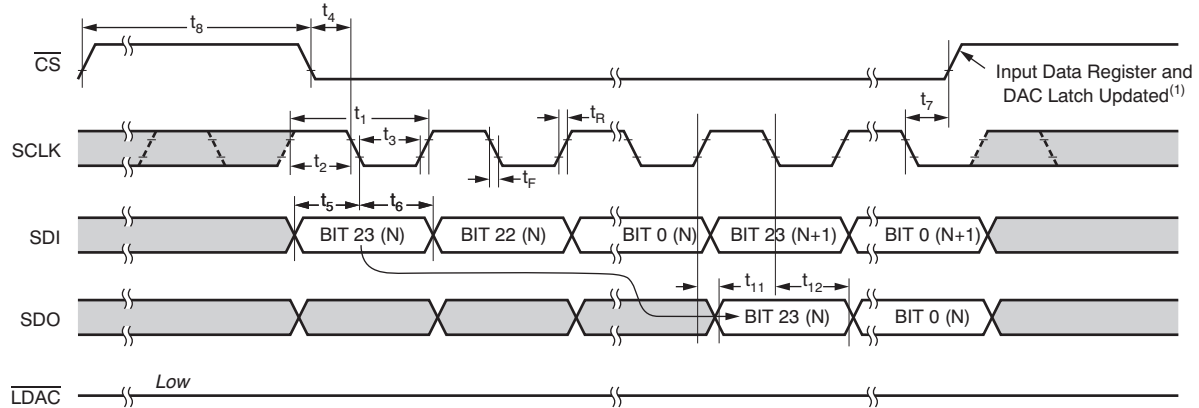 t8
t4
CS
Input Data Register and
DAC Latch Updated(1)
t1
t3
tR
t7
SCLK
t2
tF
t5
t6
SDI
BIT 23 (N)
BIT 22 (N)
BIT 0 (N)
BIT 23 (N+1)
BIT 0 (N+1)
t11
t12
SDO
BIT 23 (N)
BIT 0 (N)
Low
LDAC